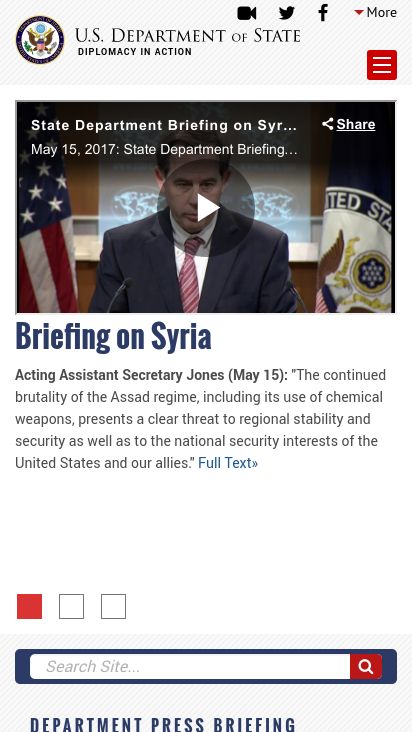 More
U.S. DEPARTMENT OF STATE
DIPLOMACY IN ACTION
State Department Briefing on Syr...
Share
May 15, 2017: State Department Briefing...
Briefing on Syria
Acting Assistant Secretary Jones (May 15): "The continued
brutality of the Assad regime, including its use of chemical
weapons, presents a clear threat to regional stability and
security as well as to the national security interests of the
United States and our allies." Full Text»
Search Site...
DEPARTMENT PRESS BRIEFING